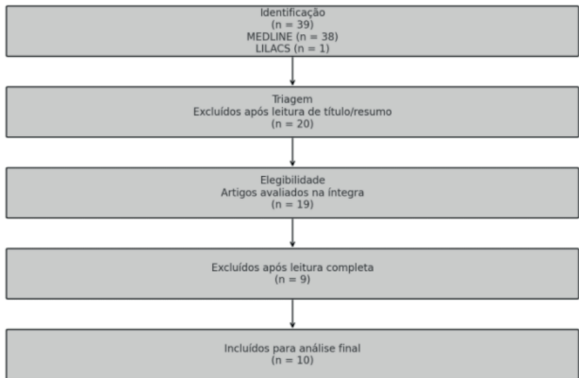 Identificação
(n = 39)
MEDLINE (n = 38)
LILACS (n = 1)
Triagem
Excluídos após leitura de título/resumo
(n = 20)
Elegibilidade
Artigos avaliados na íntegra
(n = 19)
Excluídos após leitura completa
(n = 9)
Incluídos para análise final
(n = 10)